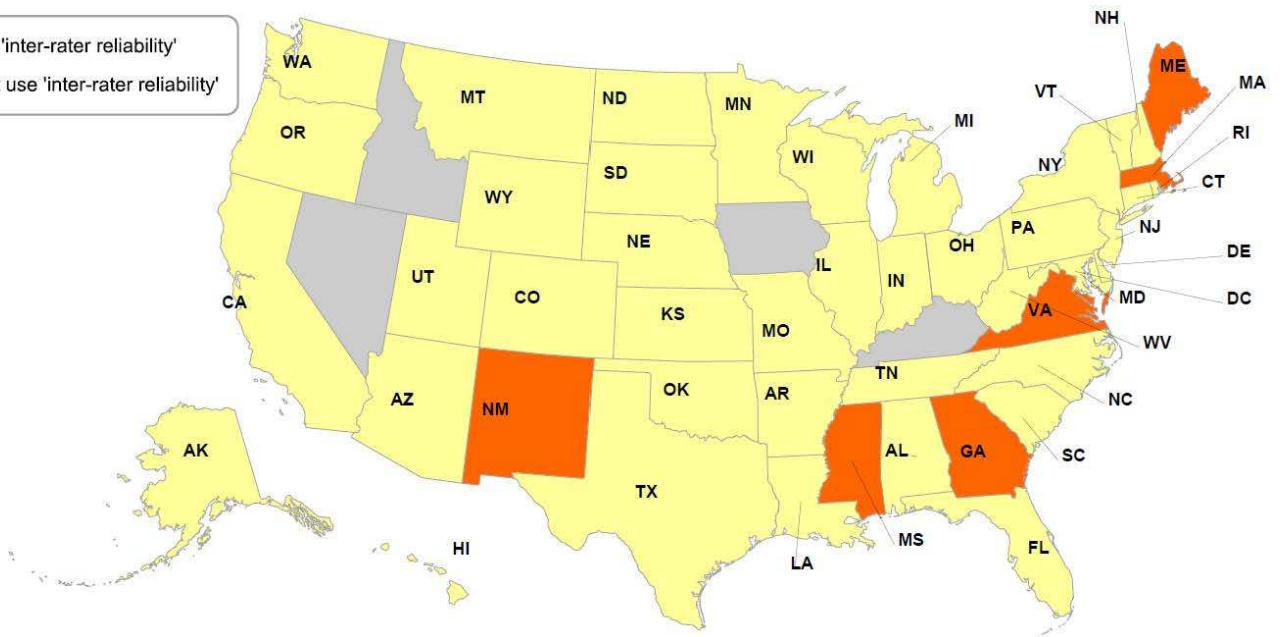 'inter-rater reliability'
use 'inter-rater reliability'
WA
MT
ND
MN
OR
SD
WI
MI
WY
NE
IL
IN
OH
PA
NY
VT
NH
ME
MA
RI
CT
NJ
DE
DC
MD
VA
WV
NC
SC
CA
UT
CO
KS
MO
TN
AZ
NM
OK
AR
AL
GA
MS
LA
TX
FL
AK
HI